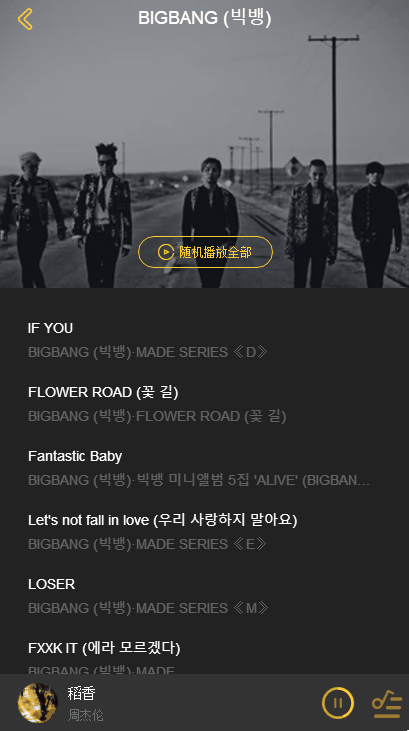 BIGBANG (빅뱅)
随机播放全部
IF YOU
BIGBANG (빅뱅)·MADE SERIES《D》
FLOWER ROAD (꽃 길)
BIGBANG (빅뱅)·FLOWER ROAD (꽃 길)
Fantastic Baby
BIGBANG (빅뱅)·빅뱅 미니앨범 5집 'ALIVE' (BIGBAN...
Let's not fall in love (우리 사랑하지 말아요)
BIGBANG (빅뱅)·MADE SERIES《E》
LOSER
BIGBANG (빅뱅)·MADE SERIES《M》
FXXK IT (에라 모르겠다)
BIGBANG (빅뱅)·MADE
稻香
周杰伦